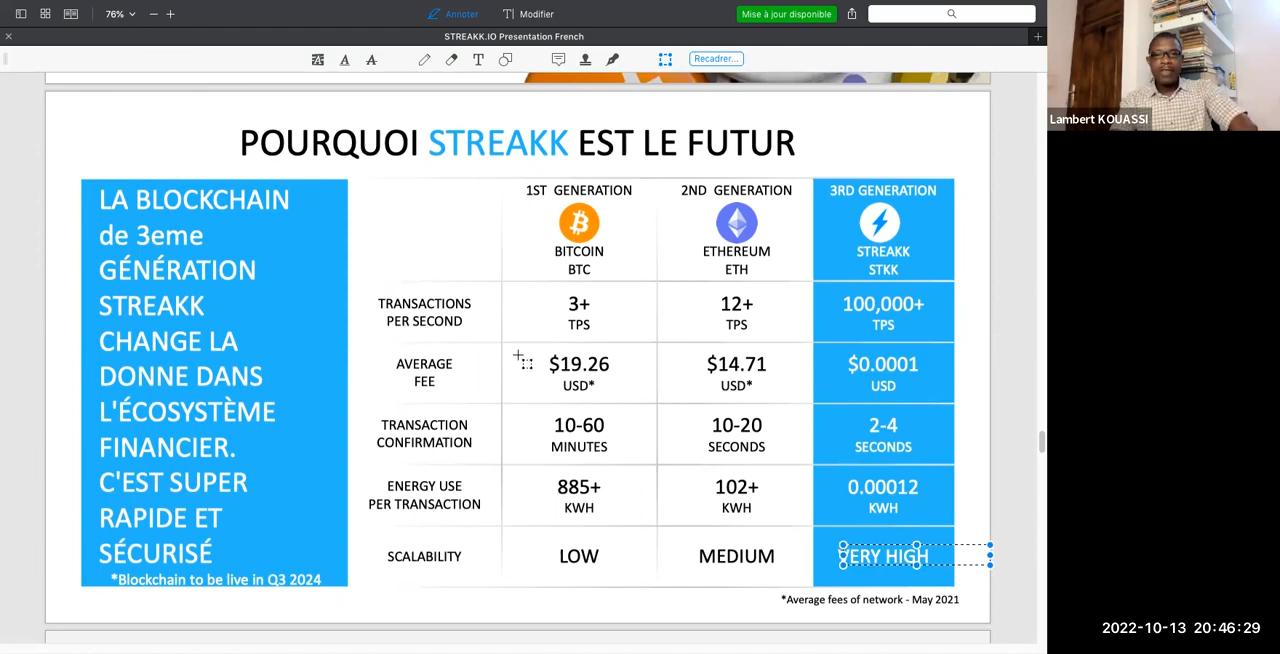 76%
Annoter
Modifier
Mise à jour disponible
STREAKK.IO Presentation French
Recadrer...
Lambert KOUASSI
POURQUOI STREAKK EST LE FUTUR
LA BLOCKCHAIN
de 3eme
GÉNÉRATION
STREAKK
CHANGE LA
DONNE DANS
L'ÉCOSYSTÈME
FINANCIER.
C'EST SUPER
RAPIDE ET
SÉCURISÉ
*Blockchain to be live in Q3 2024
1ST GENERATION 2ND GENERATION 3RD GENERATION
BITCOIN ETHEREUM STREAKK
BTC ETH STKK
TRANSACTIONS
PER SECOND
3+ 12+ 100,000+
TPS TPS TPS
AVERAGE
FEE
$19.26 $14.71 $0.0001
USD* USD* USD
TRANSACTION
CONFIRMATION
10-60 10-20 2-4
MINUTES SECONDS SECONDS
ENERGY USE
PER TRANSACTION
885+ 102+ 0.00012
KWH KWH KWH
SCALABILITY LOW MEDIUM VERY HIGH
*Average fees of network - May 2021
2022-10-13 20:46:29